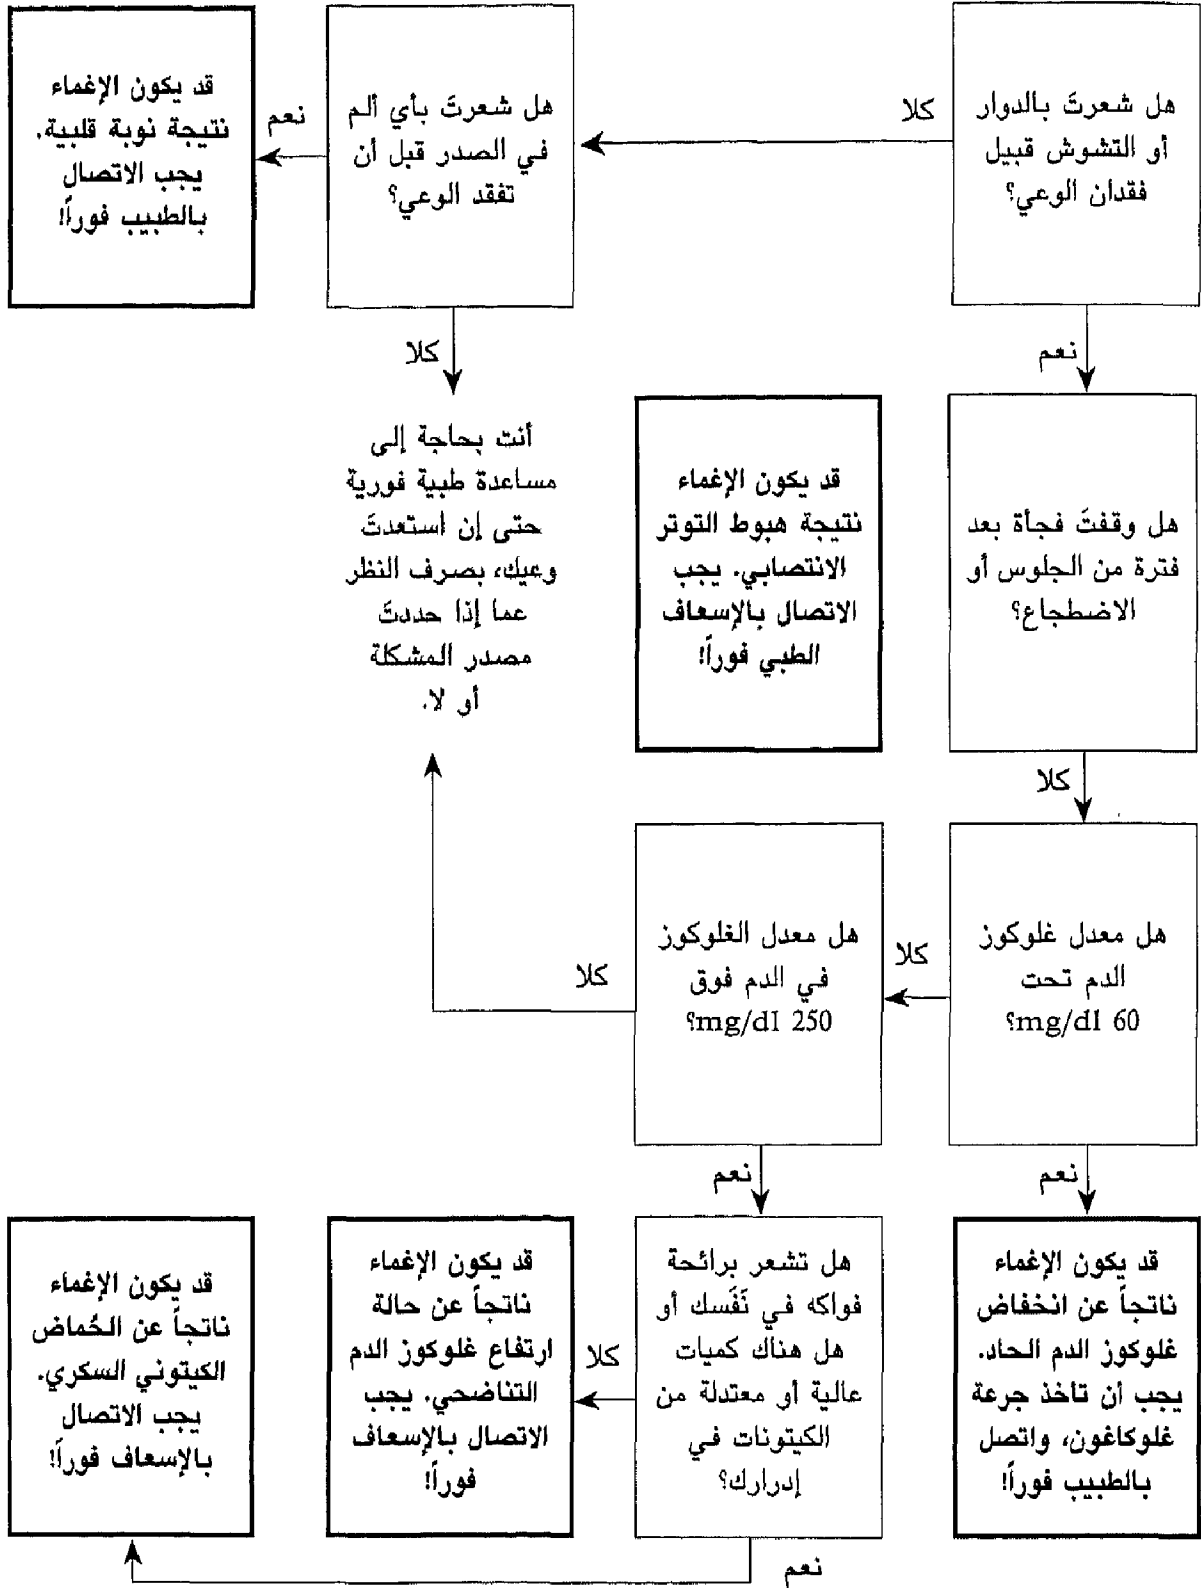 هل شعرتَ بالدوار
أو التشوش قبيل
فقدان الوعي؟
كلا
هل شعرتَ بأي ألم
في الصدر قبل أن
تفقد الوعي؟
نعم
قد يكون الإغماء
نتيجة نوبة قلبية.
يجب الاتصال
بالطبيب فوراً!
نعم
كلا
هل وقفتَ فجأة بعد
فترة من الجلوس أو
الاضطجاع؟
قد يكون الإغماء
نتيجة هبوط التوتر
الانتصابي. يجب
الاتصال بالإسعاف
الطبي فوراً!
أنت بحاجة إلى
مساعدة طبية فورية
حتى إن استعدتَ
وعيك، بصرف النظر
عما إذا حددتَ
مصدر المشكلة
أو لا.
كلا
هل معدل غلوكوز
الدم تحت
60 mg/dl؟
كلا
هل معدل الغلوكوز
في الدم فوق
250 mg/dl؟
كلا
نعم
نعم
قد يكون الإغماء
ناتجاً عن انخفاض
غلوكوز الدم الحاد.
يجب أن تأخذ جرعة
غلوكاغون، واتصل
بالطبيب فوراً!
هل تشعر برائحة
فواكه في نَفَسك أو
هل هناك كميات
عالية أو معتدلة من
الكيتونات في
إدرارك؟
كلا
قد يكون الإغماء
ناتجاً عن حالة
ارتفاع غلوكوز الدم
التناضحي. يجب
الاتصال بالإسعاف
فوراً!
قد يكون الإغماء
ناتجاً عن الحُماض
الكيتوني السكري.
يجب الاتصال
بالإسعاف فوراً!
نعم